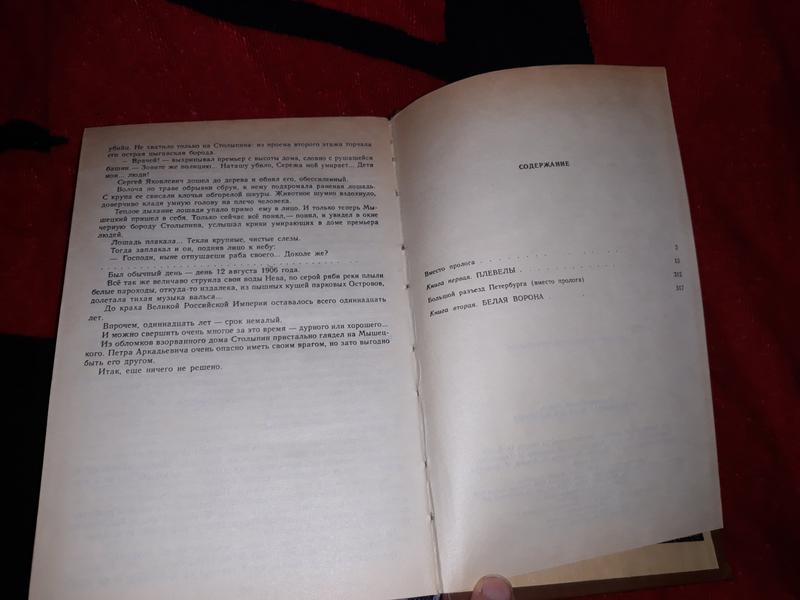 убийц. Не хватило только на Столыпина: из проема второго этажа торчала
его острая цыганская борода.
— Врачей! — выхрипывал премьер с высоты дома, словно с рушащейся
башни.— Зовите же полицию... Наташу убило, Сережа мой умирает... Дети
мои... люди!
Сергей Яковлевич дошел до дерева и обнял его, обессиленный.
Волоча по траве обрывки сбруи, к нему подхромала раненая лошадь.
С крупа ее свисали клочья обгорелой шкуры. Животное шумно вздохнуло,
доверчиво кладя умную голову на плечо человека.
Теплое дыхание лошади упало прямо ему в лицо. И только теперь Мы-
шецкий пришел в себя. Только сейчас всё понял,— понял, и увидел в окне
черную бороду Столыпина, услышал крики умирающих в доме премьера
людей.
Лошадь плакала... Текли крупные, чистые слезы.
Тогда заплакал и он, подняв лицо к небу:
— Господи, ныне отпущаеши раба своего... Доколе же?
. . . . . . . . . . . . . . . . . . . . . . . . . . . . . . . .
Был обычный день — день 12 августа 1906 года.
Всё так же величаво струила свои воды Нева, по серой ряби реки плыли
белые пароходы, откуда-то издалека, из пышных кущей парковых Островов,
долетала тихая музыка вальса...
До краха Великой Российской Империи оставалось всего одиннадцать
лет.
Впрочем, одиннадцать лет — срок немалый.
И можно свершить очень многое за это время — дурного или хорошего...
Из обломков взорванного дома Столыпин пристально глядел на Мышец-
кого. Петра Аркадьевича очень опасно иметь своим врагом, но зато выгодно
быть его другом.
Итак, еще ничего не решено.
СОДЕРЖАНИЕ
Вместо пролога . . . . . . . . . . . . . . . . . . 3
Книга первая. ПЛЕВЕЛЫ . . . . . . . . . . . . . . 13
Большой разъезд Петербурга (вместо пролога) . . . . . 312
Книга вторая. БЕЛАЯ ВОРОНА . . . . . . . . . . . . 317